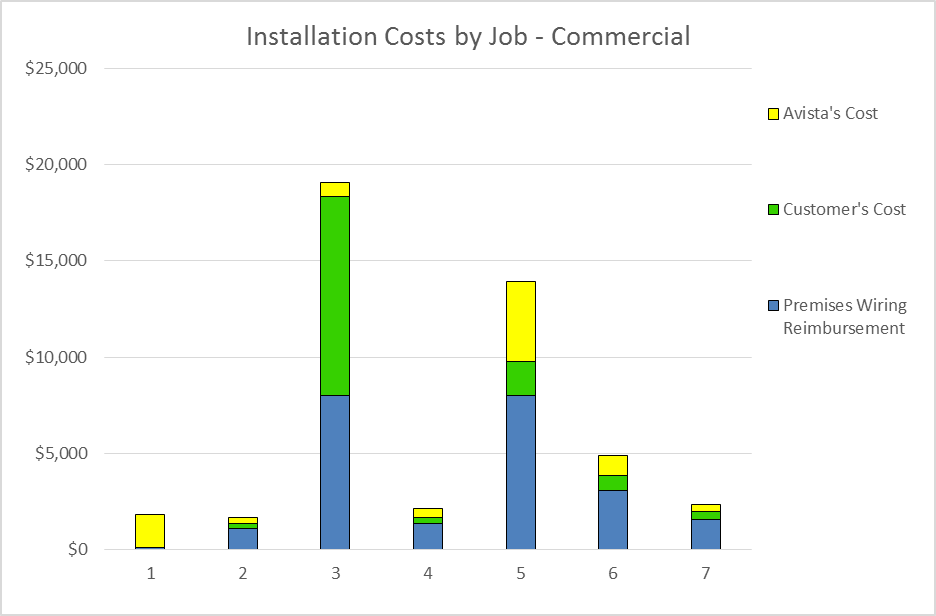 Installation Costs by Job - Commercial
$25,000
$20,000
$15,000
$10,000
$5,000
$0
1 2 3 4 5 6 7
Avista's Cost
Customer's Cost
Premises Wiring
Reimbursement